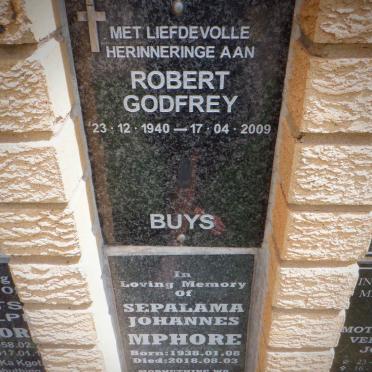 MET LIEFDEVOLLE
HERINNERINGE AAN
ROBERT
GODFREY
23 · 12 · 1940 — 17 · 04 · 2009
BUYS
In
Loving Memory
Of
SEPALAMA
JOHANNES
MPHORE
Born:1938.01.08
Died:2018.08.03